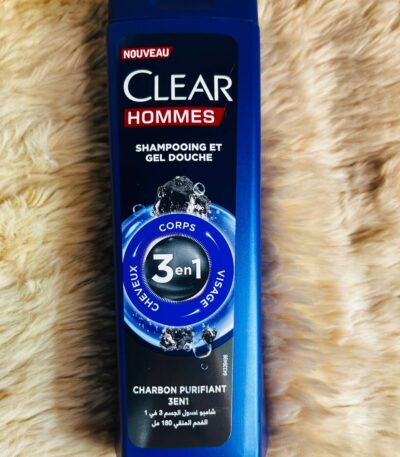 NOUVEAU
CLEAR
HOMMES
SHAMPOOING ET
GEL DOUCHE
CORPS
3en1
CHEVEUX
VISAGE
CHARBON PURIFIANT
3EN1
شامبو غسول الجسم 3 في 1
الفحم المنقي 180 مل